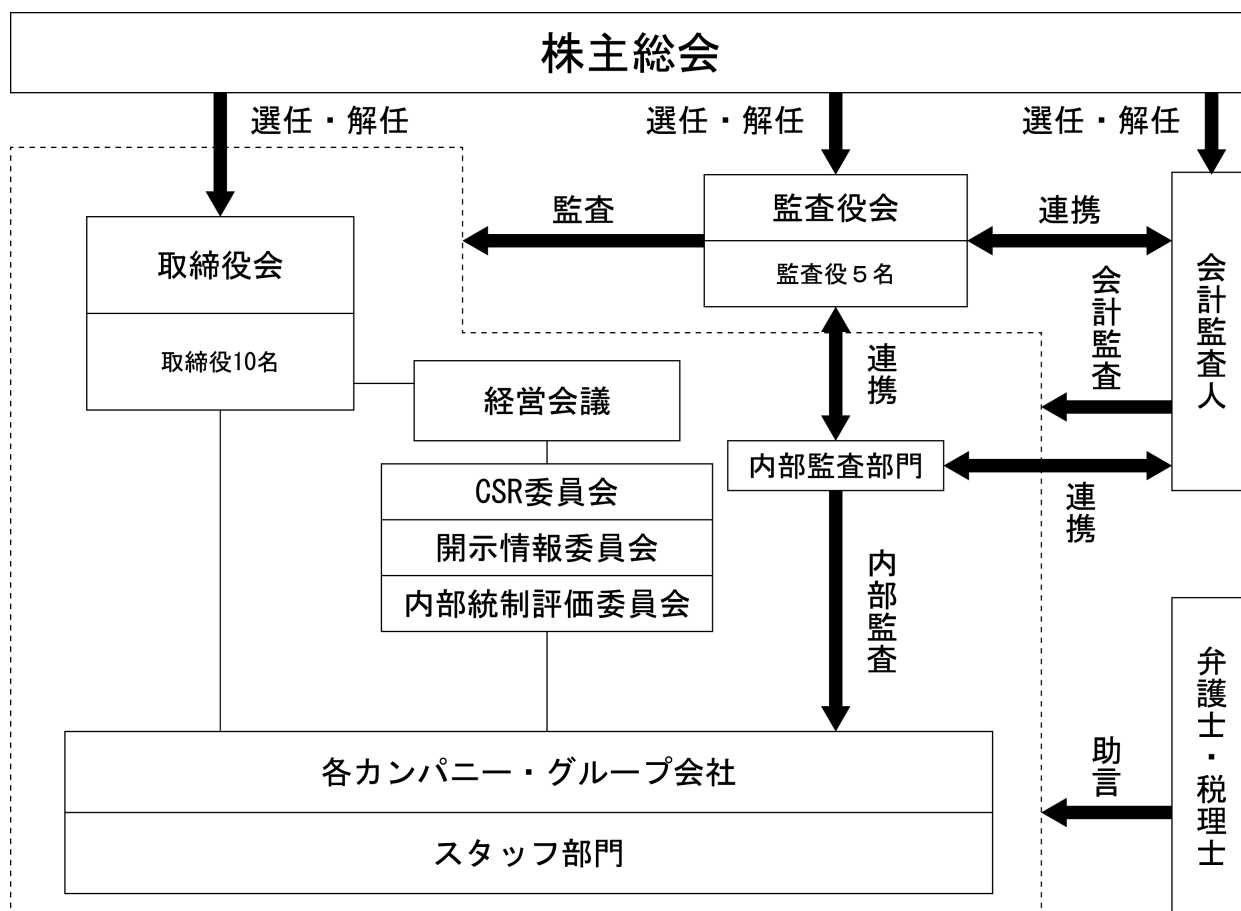 株主総会
選任・解任
選任・解任
選任・解任
監査役会
監査役５名
監査
連携
会計監査人
会計監査
取締役会
取締役10名
経営会議
連携
CSR委員会
開示情報委員会
内部統制評価委員会
内部監査部門
連携
内部監査
各カンパニー・グループ会社
スタッフ部門
助言
弁護士・税理士